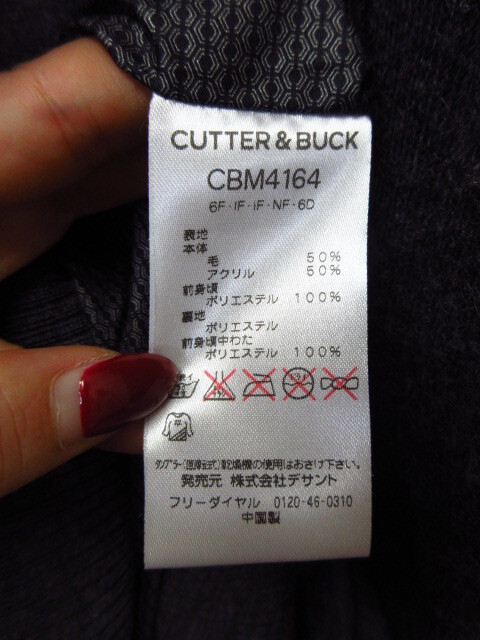 CUTTER & BUCK
CBM4164
6F・IF・iF・NF・6D
表地
本体
毛 50%
アクリル 50%
前身頃
ポリエステル 100%
裏地
ポリエステル
前身頃中わた
ポリエステル 100%
タンブラー(回転式)乾燥機の使用はおさけ下さい。
発売元 株式会社デサント
フリーダイヤル 0120-46-0310
中国製